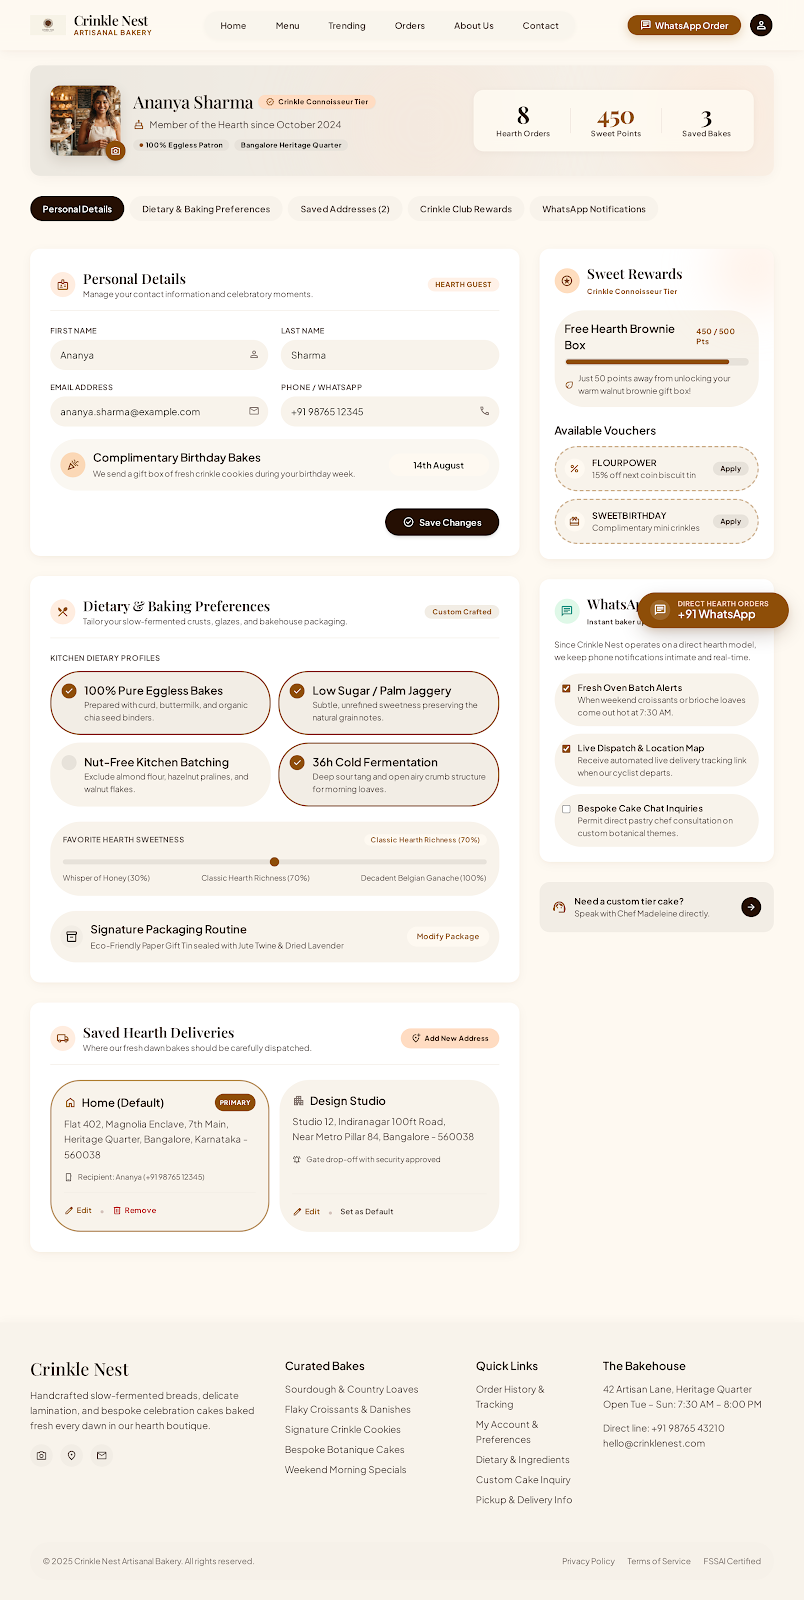 Crinkle Nest
ARTISANAL BAKERY
Home
Menu
Trending
Orders
About Us
Contact
WhatsApp Order
Ananya Sharma
Crinkle Connoisseur Tier
Member of the Hearth since October 2024
100% Eggless Patron
Bangalore Heritage Quarter
8
Hearth Orders
450
Sweet Points
3
Saved Bakes
Personal Details
Dietary & Baking Preferences
Saved Addresses (2)
Crinkle Club Rewards
WhatsApp Notifications
Personal Details
Manage your contact information and celebratory moments.
HEARTH GUEST
FIRST NAME
Ananya
LAST NAME
Sharma
EMAIL ADDRESS
ananya.sharma@example.com
PHONE / WHATSAPP
+91 98765 12345
Complimentary Birthday Bakes
We send a gift box of fresh crinkle cookies during your birthday week.
14th August
Save Changes
Sweet Rewards
Crinkle Connoisseur Tier
Free Hearth Brownie
Box
450 / 500
Pts
Just 50 points away from unlocking your
warm walnut brownie gift box!
Available Vouchers
FLOURPOWER
15% off next coin biscuit tin
Apply
SWEETBIRTHDAY
Complimentary mini crinkles
Apply
Dietary & Baking Preferences
Tailor your slow-fermented crusts, glazes, and bakehouse packaging.
Custom Crafted
KITCHEN DIETARY PROFILES
100% Pure Eggless Bakes
Prepared with curd, buttermilk, and organic
chia seed binders.
Low Sugar / Palm Jaggery
Subtle, unrefined sweetness preserving the
natural grain notes.
Nut-Free Kitchen Batching
Exclude almond flour, hazelnut pralines, and
walnut flakes.
36h Cold Fermentation
Deep sour tang and open airy crumb structure
for morning loaves.
FAVORITE HEARTH SWEETNESS
Classic Hearth Richness (70%)
Whisper of Honey (30%)
Classic Hearth Richness (70%)
Decadent Belgian Ganache (100%)
Signature Packaging Routine
Eco-Friendly Paper Gift Tin sealed with Jute Twine & Dried Lavender
Modify Package
DIRECT HEARTH ORDERS
+91 WhatsApp
Instant baker
Since Crinkle Nest operates on a direct hearth model,
we keep phone notifications intimate and real-time.
Fresh Oven Batch Alerts
When weekend croissants or brioche loaves
come out hot at 7:30 AM.
Live Dispatch & Location Map
Receive automated live delivery tracking link
when our cyclist departs.
Bespoke Cake Chat Inquiries
Permit direct pastry chef consultation on
custom botanical themes.
Need a custom tier cake?
Speak with Chef Madeleine directly.
Saved Hearth Deliveries
Where our fresh dawn bakes should be carefully dispatched.
Add New Address
Home (Default)
PRIMARY
Flat 402, Magnolia Enclave, 7th Main,
Heritage Quarter, Bangalore, Karnataka -
560038
Recipient: Ananya (+91 98765 12345)
Edit
Remove
Design Studio
Studio 12, Indiranagar 100ft Road,
Near Metro Pillar 84, Bangalore - 560038
Gate drop-off with security approved
Edit
Set as Default
Crinkle Nest
Handcrafted slow-fermented breads, delicate
lamination, and bespoke celebration cakes baked
fresh every dawn in our hearth boutique.
Curated Bakes
Sourdough & Country Loaves
Flaky Croissants & Danishes
Signature Crinkle Cookies
Bespoke Botanique Cakes
Weekend Morning Specials
Quick Links
Order History &
Tracking
My Account &
Preferences
Dietary & Ingredients
Custom Cake Inquiry
Pickup & Delivery Info
The Bakehouse
42 Artisan Lane, Heritage Quarter
Open Tue – Sun: 7:30 AM – 8:00 PM
Direct line: +91 98765 43210
hello@crinklenest.com
© 2025 Crinkle Nest Artisanal Bakery. All rights reserved.
Privacy Policy
Terms of Service
FSSAI Certified